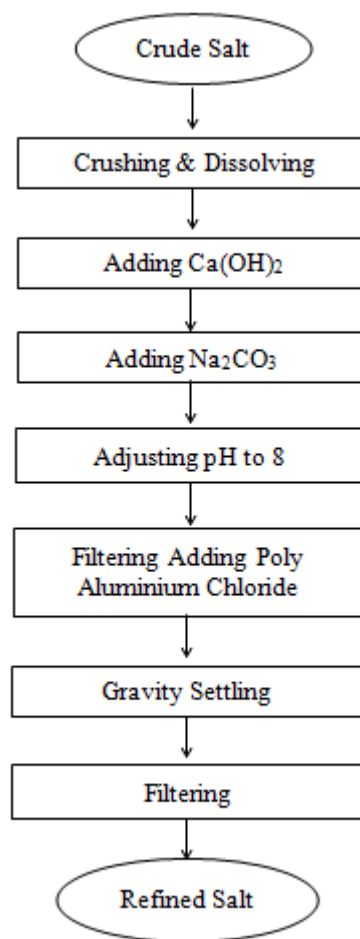 Crude Salt
Crushing & Dissolving
Adding Ca(OH)₂
Adding Na₂CO₃
Adjusting pH to 8
Filtering Adding Poly
Aluminium Chloride
Gravity Settling
Filtering
Refined Salt